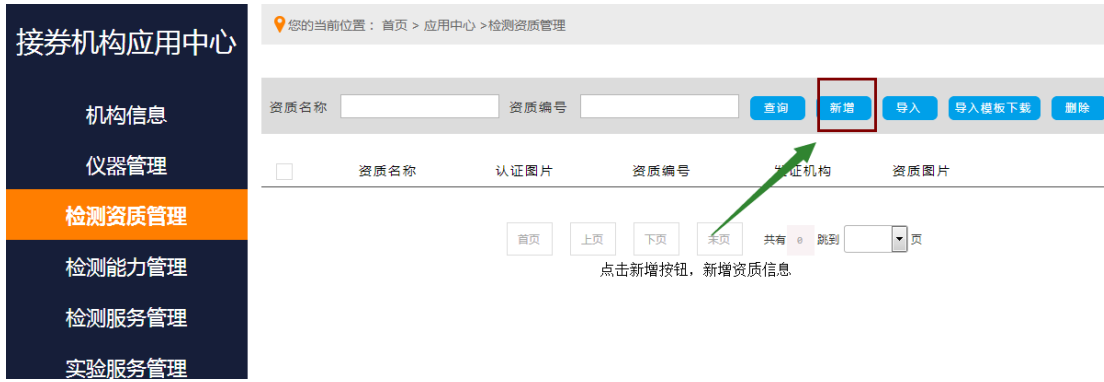 接券机构应用中心
机构信息
仪器管理
检测资质管理
检测能力管理
检测服务管理
实验服务管理
您的当前位置： 首页 > 应用中心 >检测资质管理
资质名称 资质编号 查询 新增 导入 导入模板下载 删除
资质名称 认证图片 资质编号 发证机构 资质图片
首页 上页 下页 末页 共有 0 跳到 页
点击新增按钮，新增资质信息